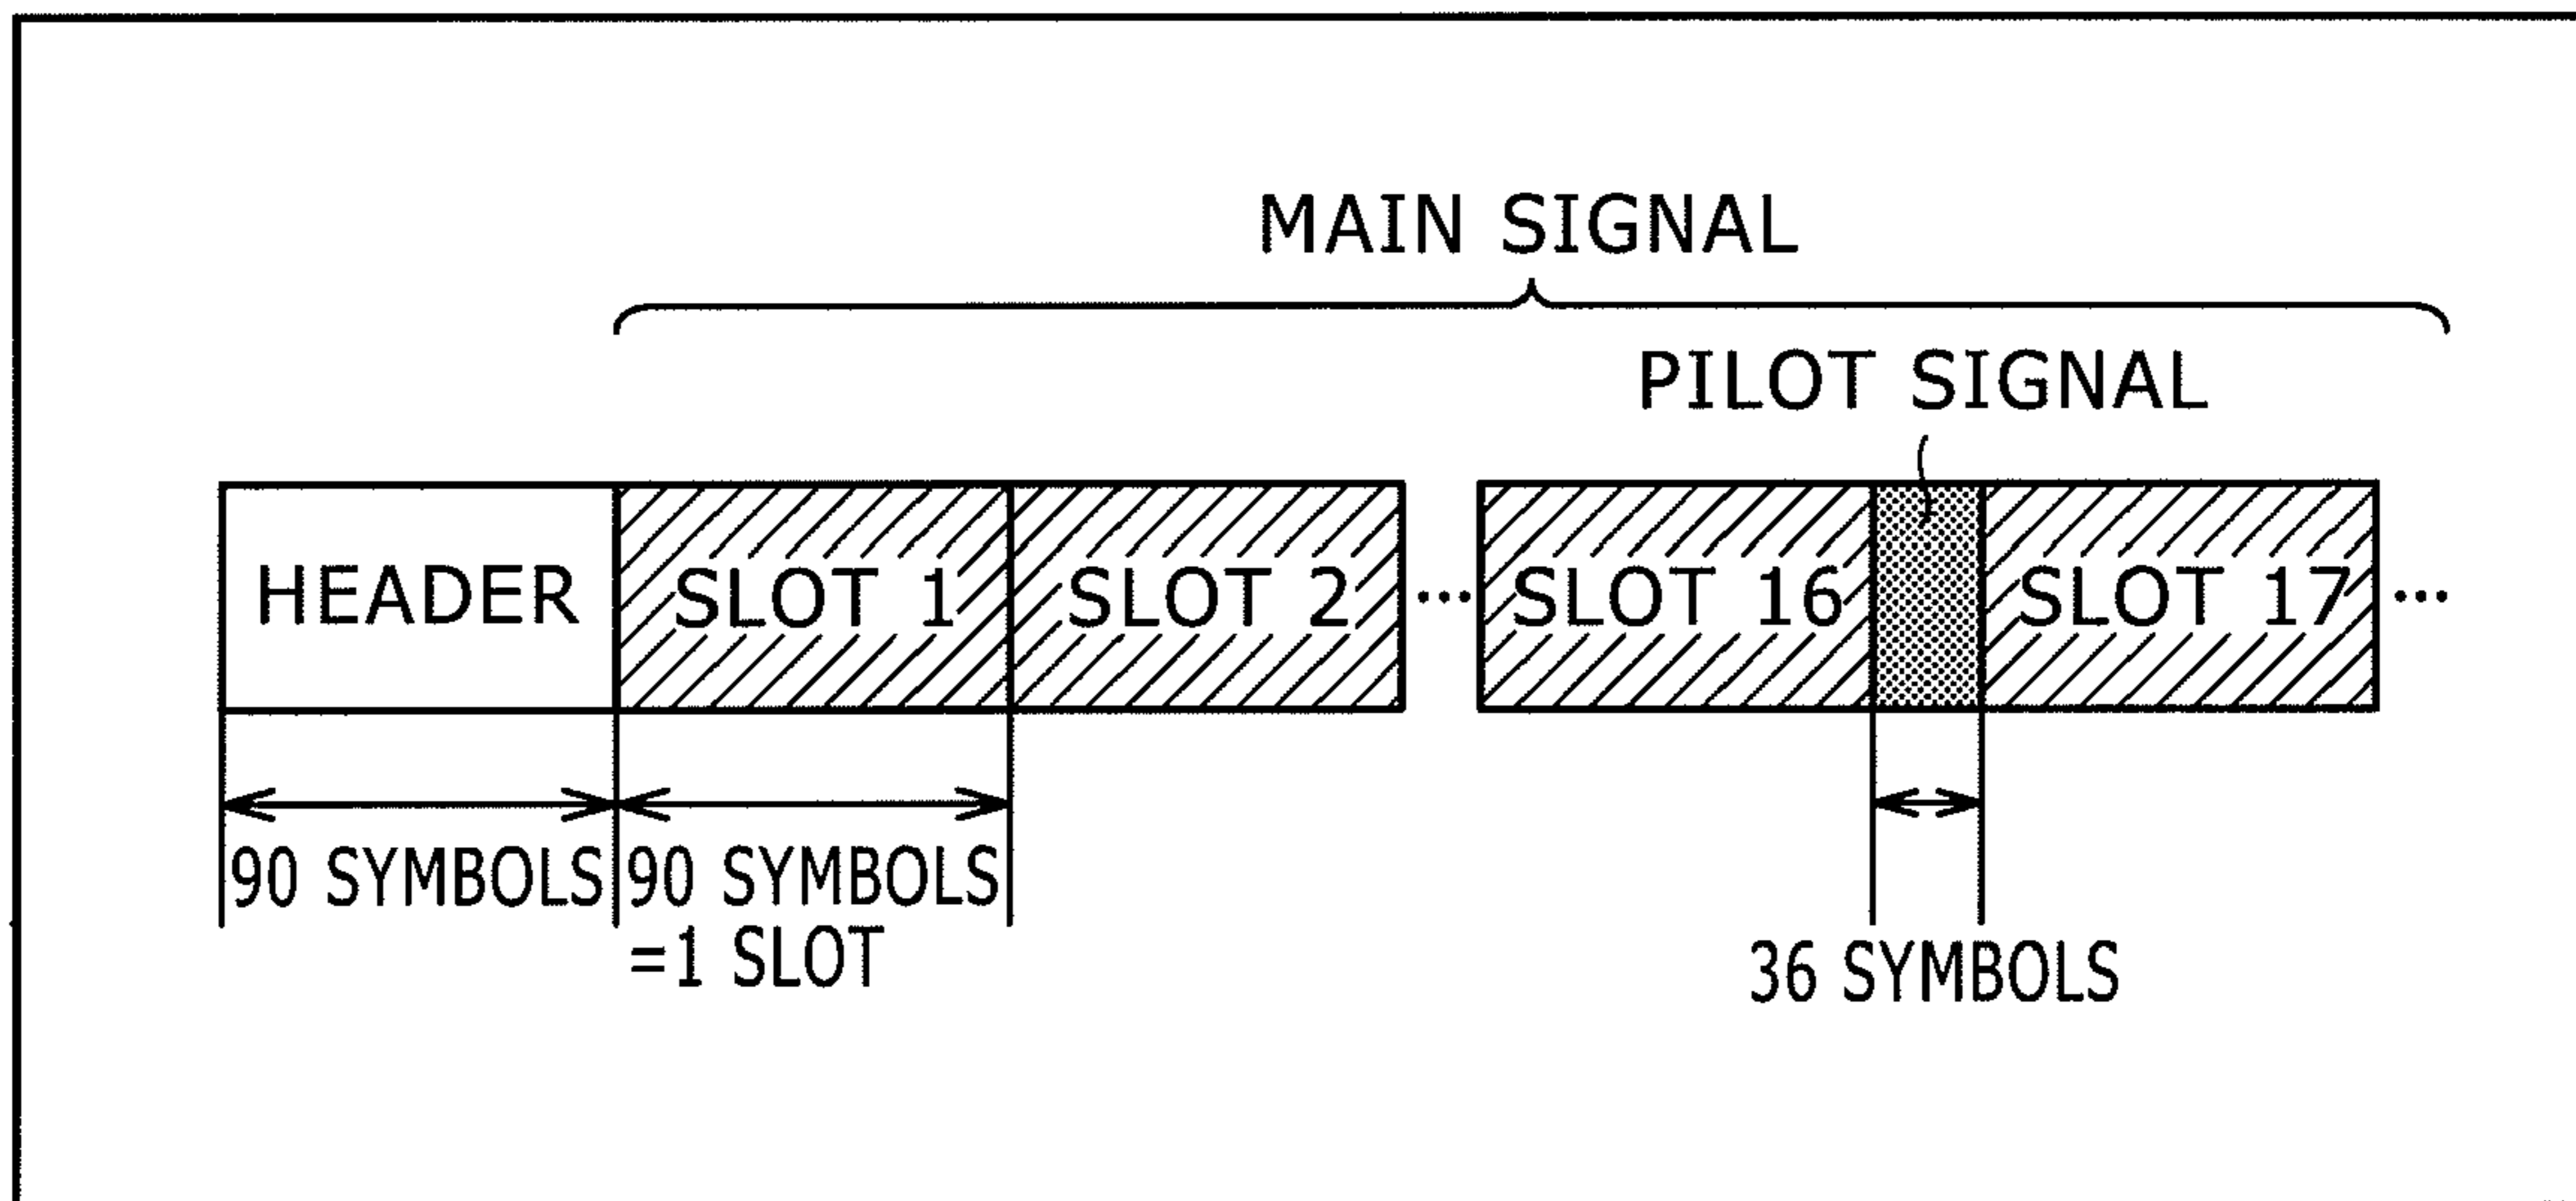 MAIN SIGNAL
PILOT SIGNAL
HEADER SLOT 1 SLOT 2 ... SLOT 16 SLOT 17 ...
90 SYMBOLS 90 SYMBOLS
=1 SLOT
36 SYMBOLS